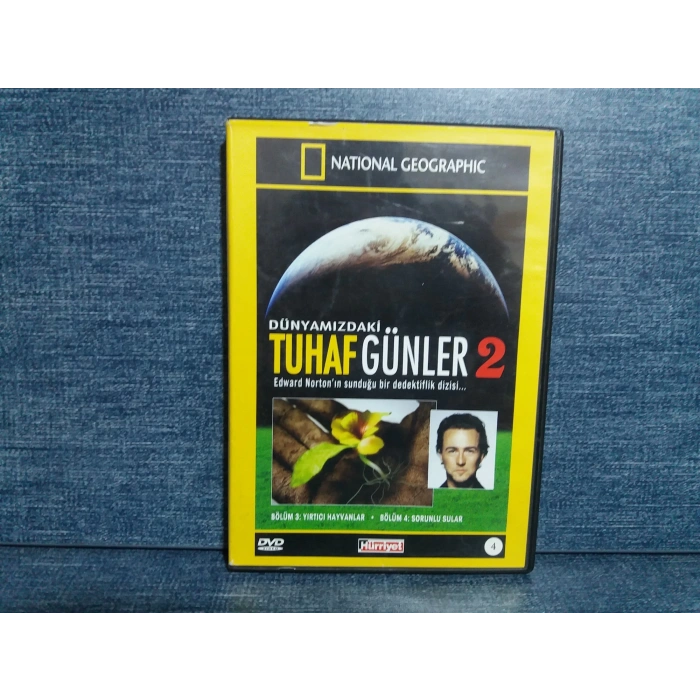 NATIONAL GEOGRAPHIC
DÜNYAMIZDAKİ
TUHAF GÜNLER 2
Edward Norton'ın sunduğu bir dedektiflik dizisi...
BÖLÜM 3: YIRTICI HAYVANLAR • BÖLÜM 4: SORUNLU SULAR
DVD VIDEO Hürriyet 4